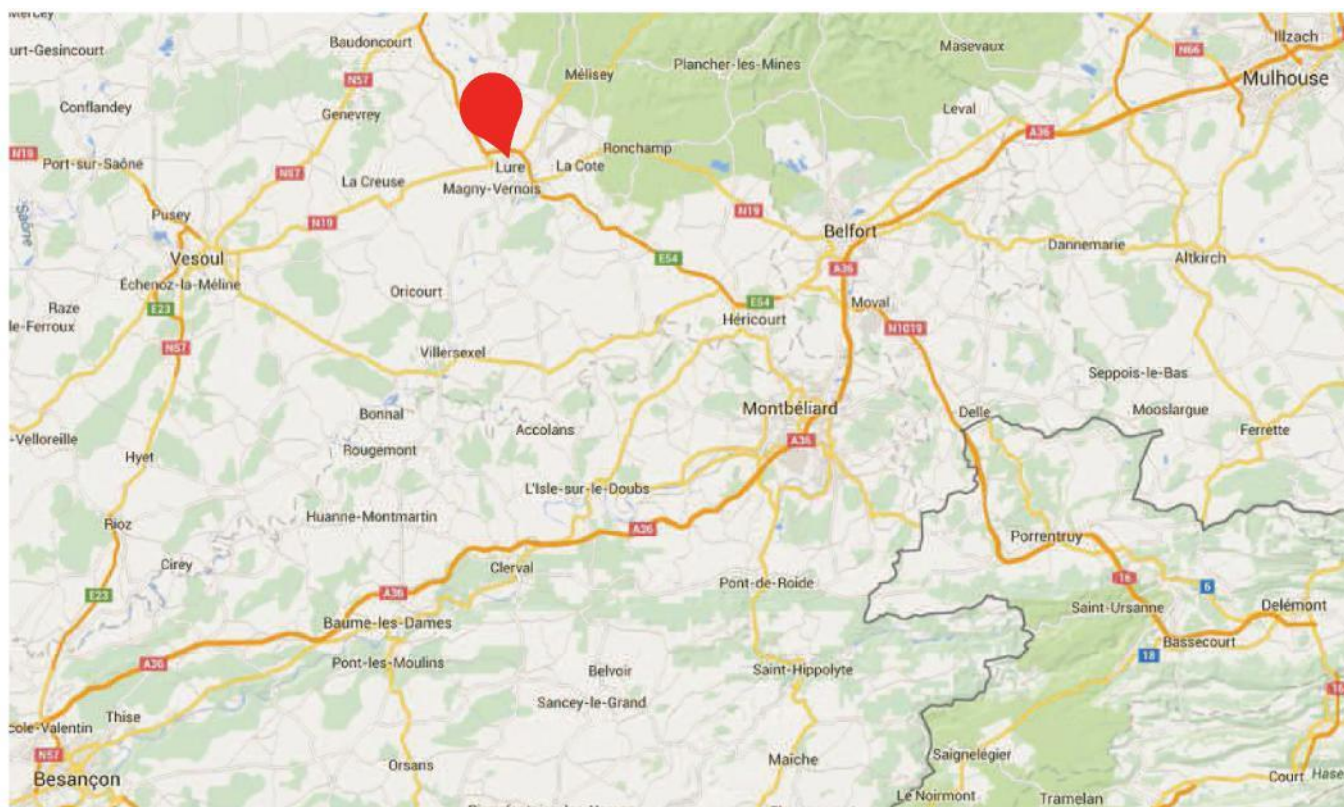 Mercey
urt-Gesincourt
Baudoncourt
Masevaux
N66
Illzach
Mulhouse
N57
Mélisey
Plancher-les-Mines
Conflandey
Genevrey
Leval
A36
N19
Port-sur-Saône
N57
Ronchamp
La Creuse
Lure
La Cote
Magny-Vernois
Saône
Pusey
N19
N19
Belfort
Vesoul
E54
A36
Dannemarie
Altkirch
Échenoz-la-Méline
Oricourt
Raze
E23
E54
Moval
le-Ferroux
Héricourt
N1019
N57
Villersexel
Seppois-le-Bas
Bonnal
Montbéliard
Delle
Mooslargue
-Velloreille
Accolans
A36
Ferrette
Hyet
Rougemont
L'Isle-sur-le-Doubs
Rioz
Huanne-Montmartin
A36
Porrentruy
Cirey
Clerval
Pont-de-Roide
16
6
E23
A36
Saint-Ursanne
Delémont
Baume-les-Dames
Bassecourt
A36
Pont-les-Moulins
Belvoir
Saint-Hippolyte
18
Sancey-le-Grand
cole-Valentin
Thise
N57
Besançon
Orsans
Maîche
Saignelégier
Court
Le Noirmont
Tramelan